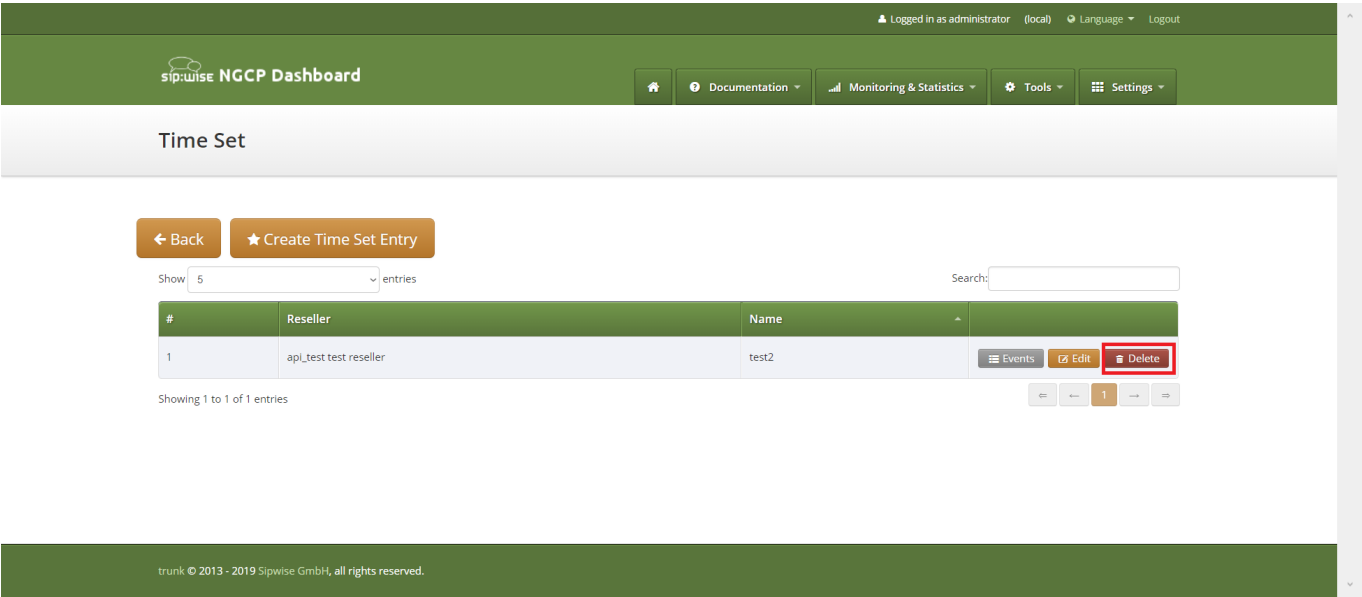 Logged in as administrator (local) Language Logout
sip:wise NGCP Dashboard
Documentation Monitoring & Statistics Tools Settings
Time Set
Back Create Time Set Entry
Show 5 entries Search:
# Reseller Name
1 api_test test reseller test2 Events Edit Delete
Showing 1 to 1 of 1 entries ⇐ ← 1 → ⇒
trunk © 2013 - 2019 Sipwise GmbH, all rights reserved.